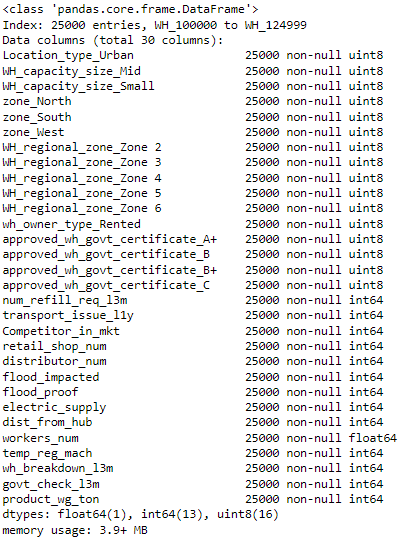 <class 'pandas.core.frame.DataFrame'>
Index: 25000 entries, WH_100000 to WH_124999
Data columns (total 30 columns):
Location_type_Urban 25000 non-null uint8
WH_capacity_size_Mid 25000 non-null uint8
WH_capacity_size_Small 25000 non-null uint8
zone_North 25000 non-null uint8
zone_South 25000 non-null uint8
zone_West 25000 non-null uint8
WH_regional_zone_Zone 2 25000 non-null uint8
WH_regional_zone_Zone 3 25000 non-null uint8
WH_regional_zone_Zone 4 25000 non-null uint8
WH_regional_zone_Zone 5 25000 non-null uint8
WH_regional_zone_Zone 6 25000 non-null uint8
wh_owner_type_Rented 25000 non-null uint8
approved_wh_govt_certificate_A+ 25000 non-null uint8
approved_wh_govt_certificate_B 25000 non-null uint8
approved_wh_govt_certificate_B+ 25000 non-null uint8
approved_wh_govt_certificate_C 25000 non-null uint8
num_refill_req_l3m 25000 non-null int64
transport_issue_l1y 25000 non-null int64
Competitor_in_mkt 25000 non-null int64
retail_shop_num 25000 non-null int64
distributor_num 25000 non-null int64
flood_impacted 25000 non-null int64
flood_proof 25000 non-null int64
electric_supply 25000 non-null int64
dist_from_hub 25000 non-null int64
workers_num 25000 non-null float64
temp_reg_mach 25000 non-null int64
wh_breakdown_l3m 25000 non-null int64
govt_check_l3m 25000 non-null int64
product_wg_ton 25000 non-null int64
dtypes: float64(1), int64(13), uint8(16)
memory usage: 3.9+ MB